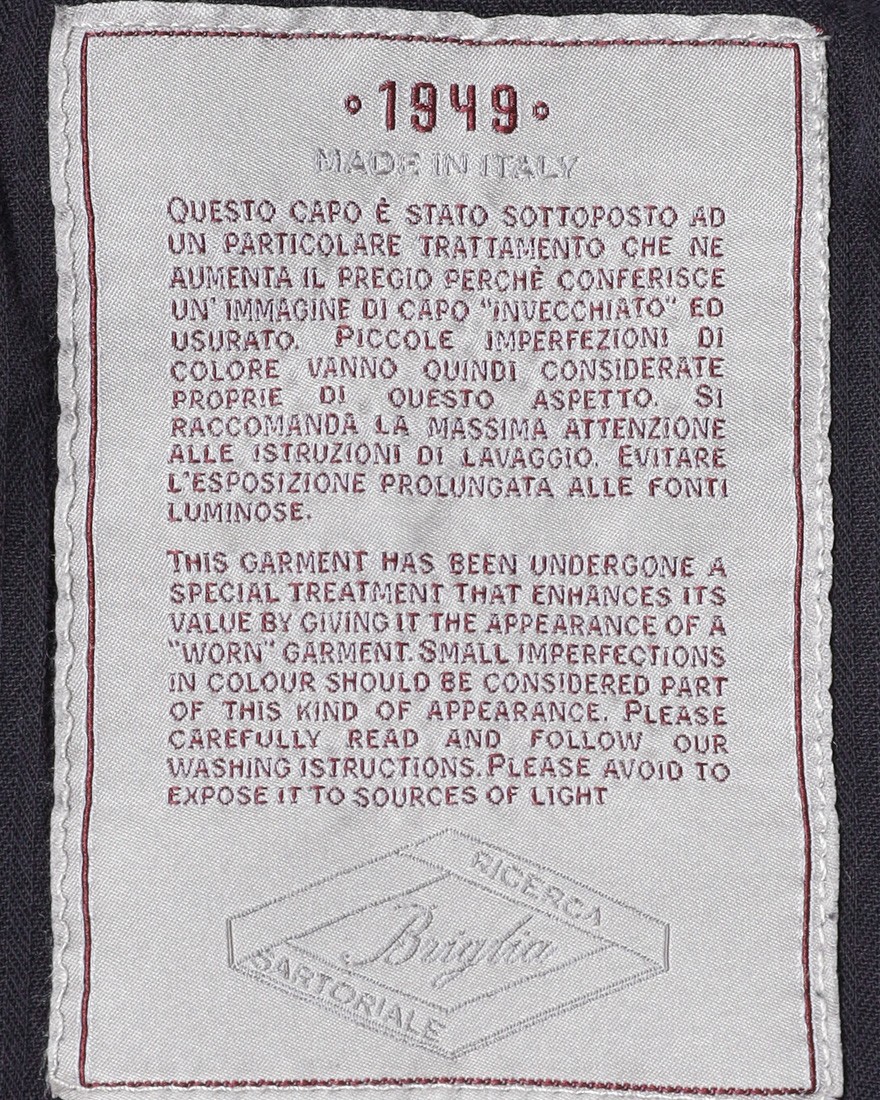 °1949°
MADE IN ITALY
QUESTO CAPO È STATO SOTTOPOSTO AD
UN PARTICOLARE TRATTAMENTO CHE NE
AUMENTA IL PREGIO PERCHÈ CONFERISCE
UN' IMMAGINE DI CAPO "INVECCHIATO" ED
USURATO. PICCOLE IMPERFEZIONI DI
COLORE VANNO QUINDI CONSIDERATE
PROPRIE DI QUESTO ASPETTO. SI
RACCOMANDA LA MASSIMA ATTENZIONE
ALLE ISTRUZIONI DI LAVAGGIO. EVITARE
L'ESPOSIZIONE PROLUNGATA ALLE FONTI
LUMINOSE.
THIS GARMENT HAS BEEN UNDERGONE A
SPECIAL TREATMENT THAT ENHANCES ITS
VALUE BY GIVING IT THE APPEARANCE OF A
"WORN" GARMENT. SMALL IMPERFECTIONS
IN COLOUR SHOULD BE CONSIDERED PART
OF THIS KIND OF APPEARANCE. PLEASE
CAREFULLY READ AND FOLLOW OUR
WASHING ISTRUCTIONS. PLEASE AVOID TO
EXPOSE IT TO SOURCES OF LIGHT
RICERCA
Briglia
SARTORIALE